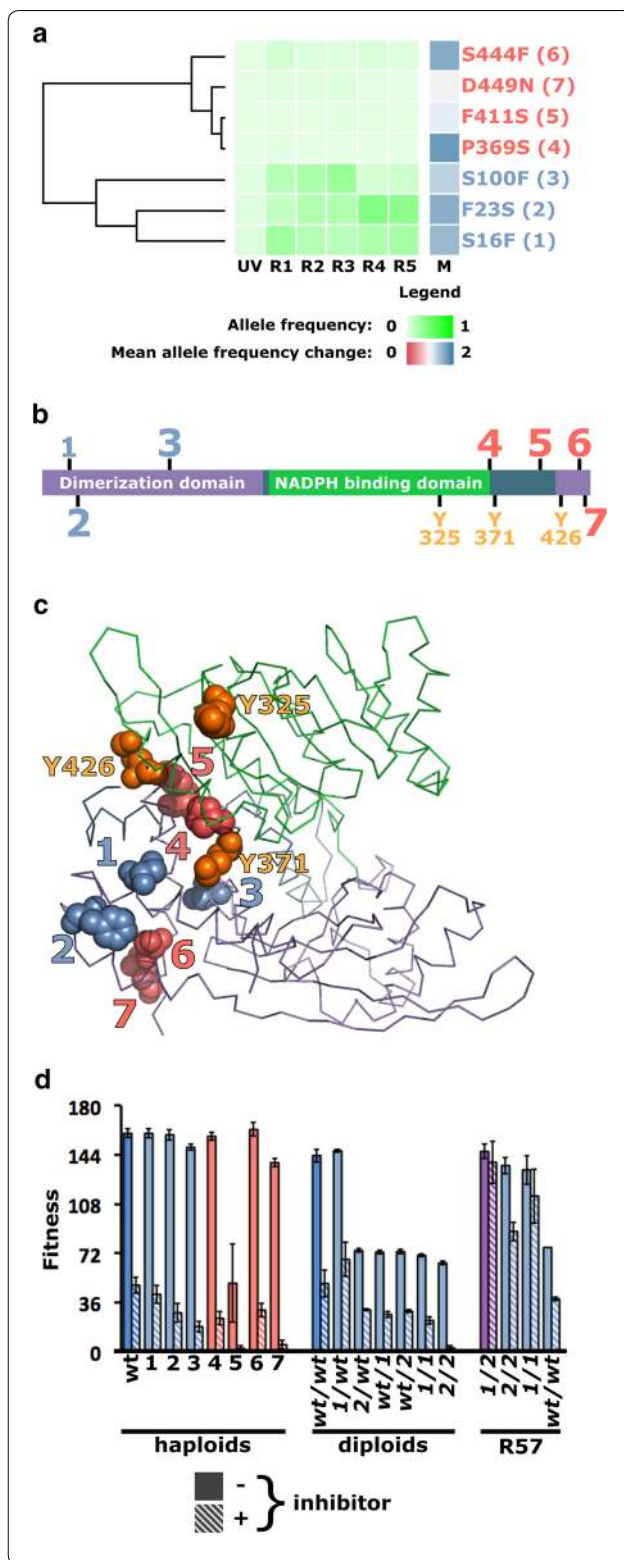 a
S444F (6)
D449N (7)
F411S (5)
P369S (4)
S100F (3)
F23S (2)
S16F (1)
UV R1 R2 R3 R4 R5 M
Legend
Allele frequency: 0 1
Mean allele frequency change: 0 2
b
1 3 4 5 6
Dimerization domain NADPH binding domain
2 Y Y Y 7
325 371 426
c
Y325
Y426 5
4
1 Y371
3
2 6
7
d
180
144
108
72
36
0
Fitness
wt 1 2 3 4 5 6 7 wt/wt 1/wt 2/wt wt/1 wt/2 1/1 2/2 1/2 2/2 1/1 wt/wt
haploids diploids R57
-
+
} inhibitor